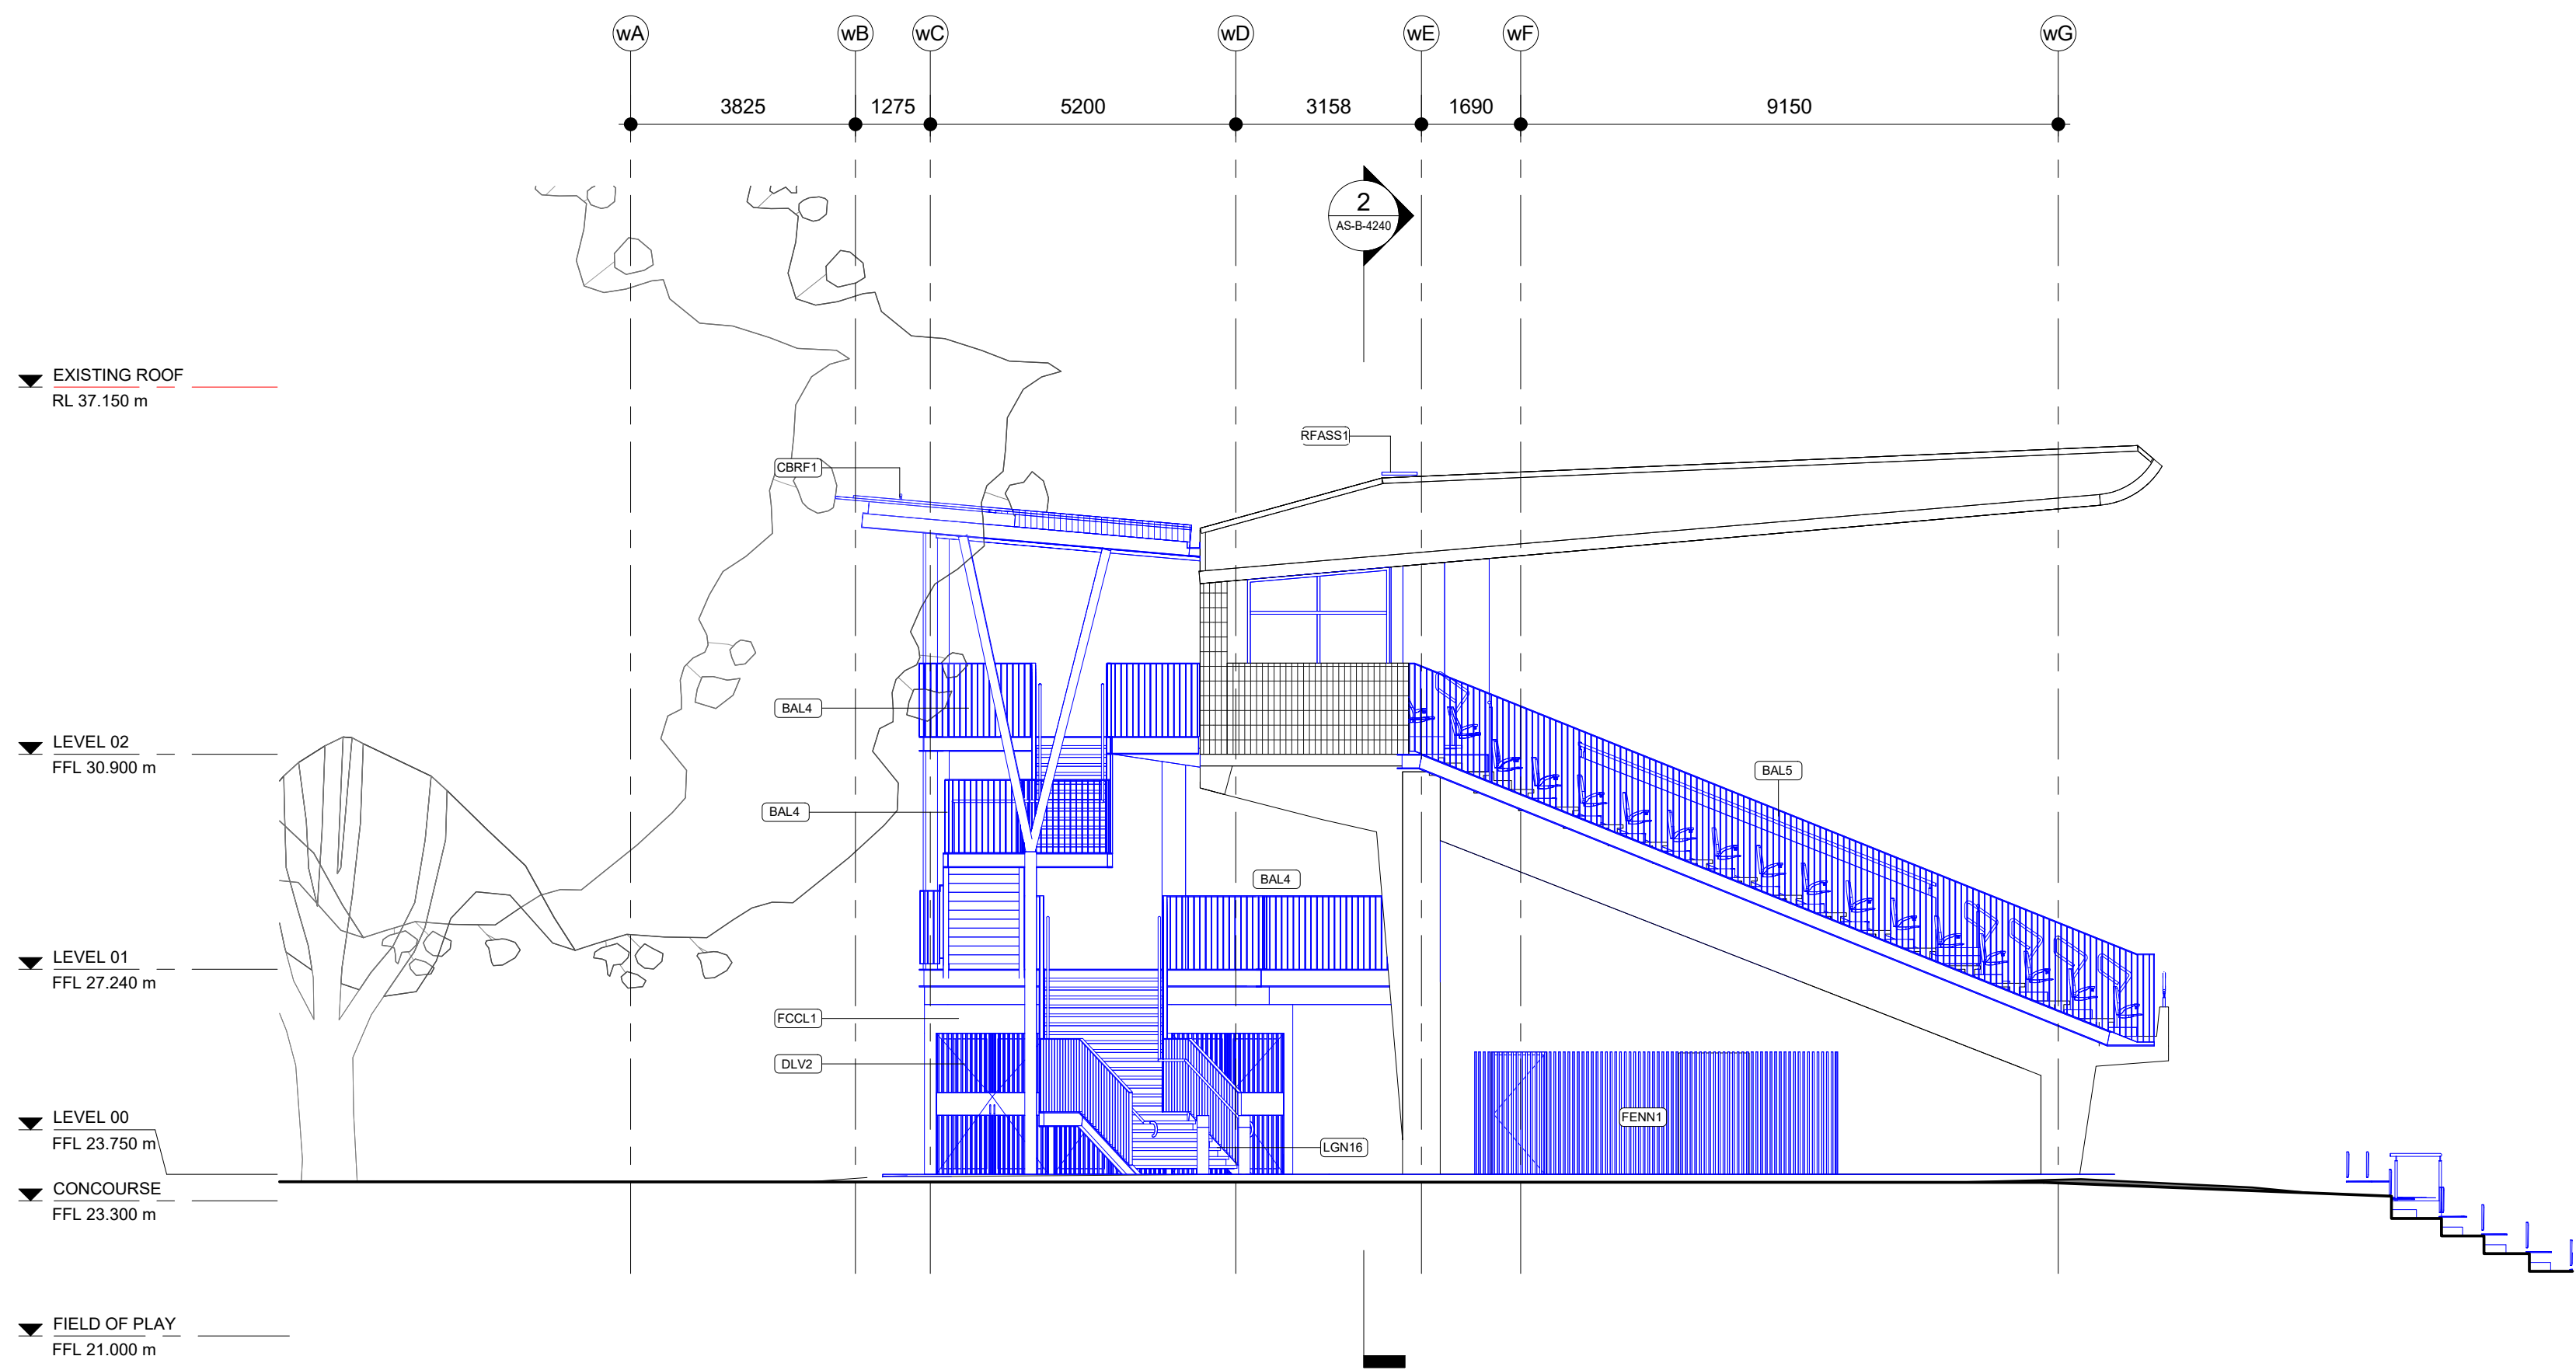 wA wB wC wD wE wF wG
3825 1275 5200 3158 1690 9150
2
AS-B-4240
EXISTING ROOF
RL 37.150 m
RFASS1
CBRF1
BAL4
LEVEL 02
FFL 30.900 m
BAL5
BAL4
BAL4
LEVEL 01
FFL 27.240 m
FCCL1
DLV2
LEVEL 00
FFL 23.750 m
FENN1
LGN16
CONCOURSE
FFL 23.300 m
FIELD OF PLAY
FFL 21.000 m